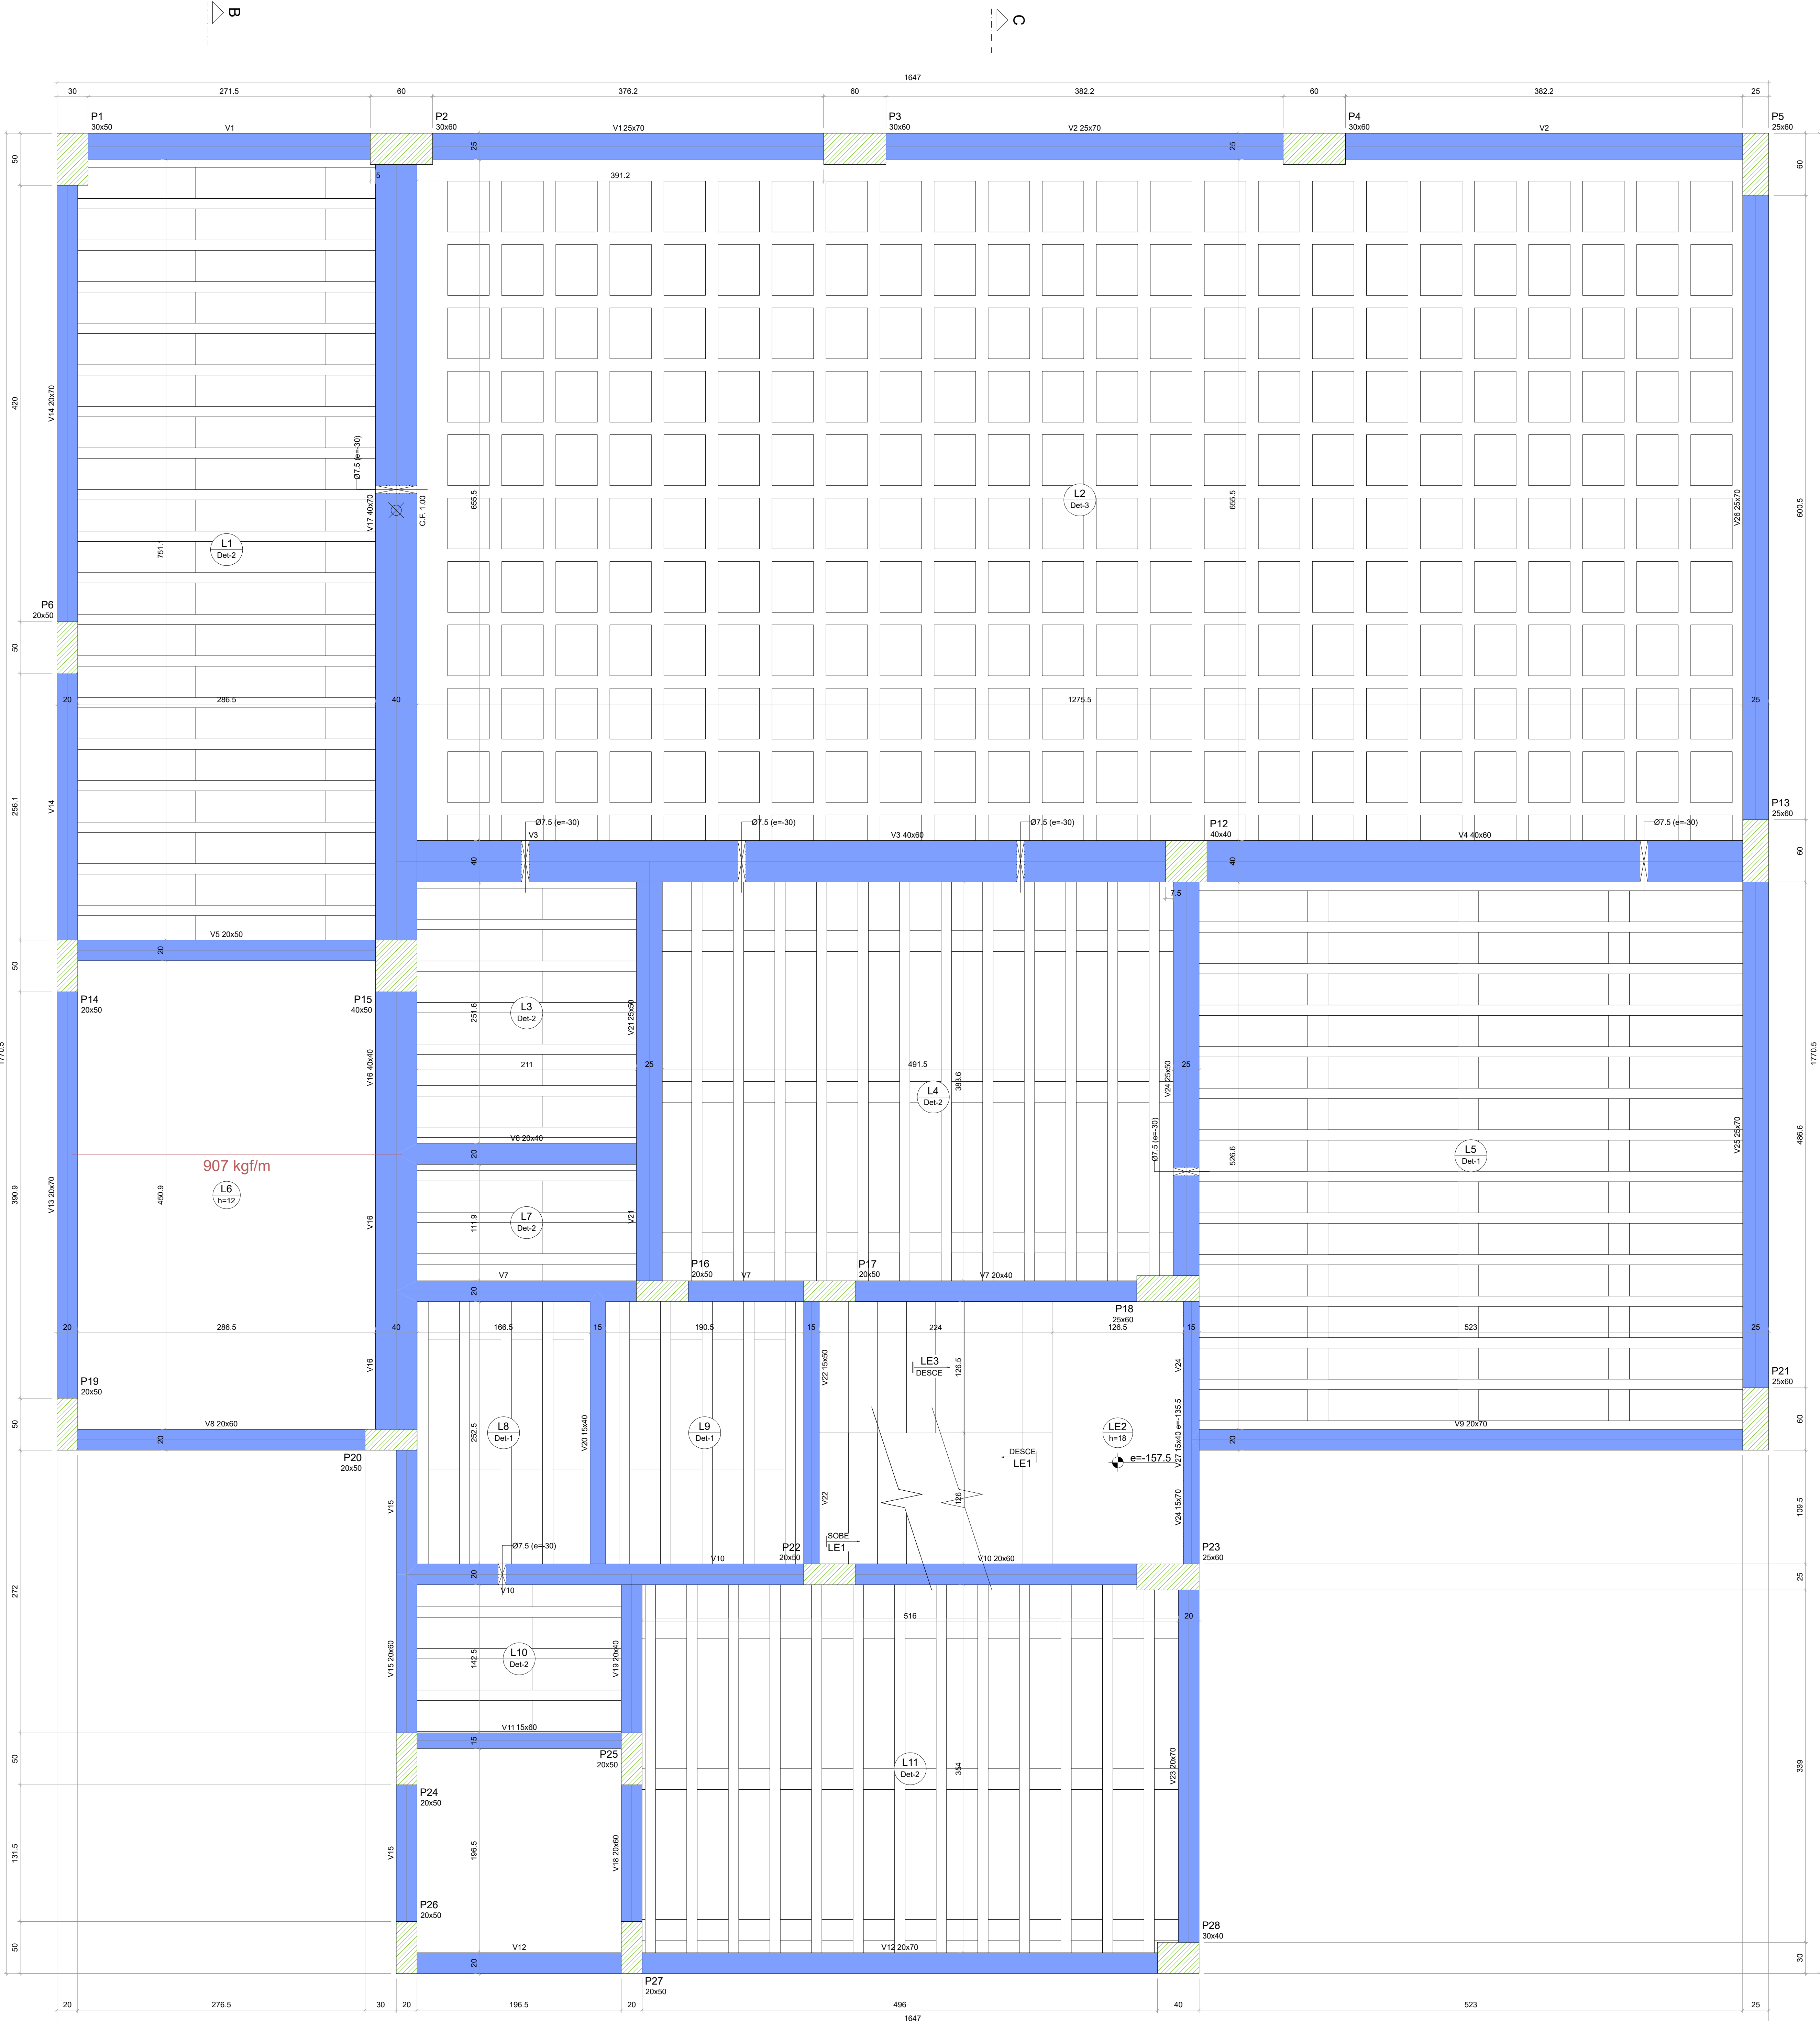 B
C
1647
30
271.5
60
376.2
60
382.2
60
382.2
25
P1
30x50
V1
P2
30x60
V1 25x70
P3
30x60
V2 25x70
P4
30x60
V2
P5
25x60
50
25
25
60
5
391.2
420
V14 20x70
Ø7.5 (e=-30)
V17 40x70
C.F. 1.00
655.5
L2
Det-3
655.5
V26 25x70
600.5
L1
Det-2
751.1
P6
20x50
50
20
286.5
40
1275.5
25
256.1
V14
Ø7.5 (e=-30)
V3
Ø7.5 (e=-30)
V3 40x60
Ø7.5 (e=-30)
P12
40x40
V4 40x60
Ø7.5 (e=-30)
P13
25x60
40
40
60
7.5
V5 20x50
20
50
P14
20x50
P15
40x50
L3
Det-2
251.6
V21 25x50
1770.5
1770.5
V16 40x40
211
25
491.5
25
L4
Det-2
383.6
V24 25x50
V6 20x40
20
Ø7.5 (e=-30)
526.6
L5
Det-1
V25 25x70
486.6
907 kgf/m
L6
h=12
390.9
V13 20x70
450.9
V16
L7
Det-2
111.9
V21
V7
P16
20x50
V7
P17
20x50
V7 20x40
20
P18
25x60
20
286.5
40
166.5
15
190.5
15
224
126.5
15
523
25
V16
V22 15x50
LE3
DESCE
126.5
V24
P19
20x50
P21
25x60
50
V8 20x60
20
L8
Det-1
252.5
V20 15x40
L9
Det-1
LE2
h=18
V27 15x40 e=-135.5
V9 20x70
20
60
DESCE
LE1
e=-157.5
P20
20x50
V15
V22
126
V24 15x70
109.5
SOBE
LE1
Ø7.5 (e=-30)
P22
20x50
V10
V10 20x60
P23
25x60
20
V10
25
272
516
20
V15 20x60
L10
Det-2
142.5
V19 20x40
V11 15x60
15
50
P25
20x50
L11
Det-2
354
V23 20x70
339
P24
20x50
131.5
V15
196.5
V18 20x60
P26
20x50
P28
30x40
50
V12
V12 20x70
20
30
P27
20x50
20
276.5
30
20
196.5
20
496
40
523
25
1647